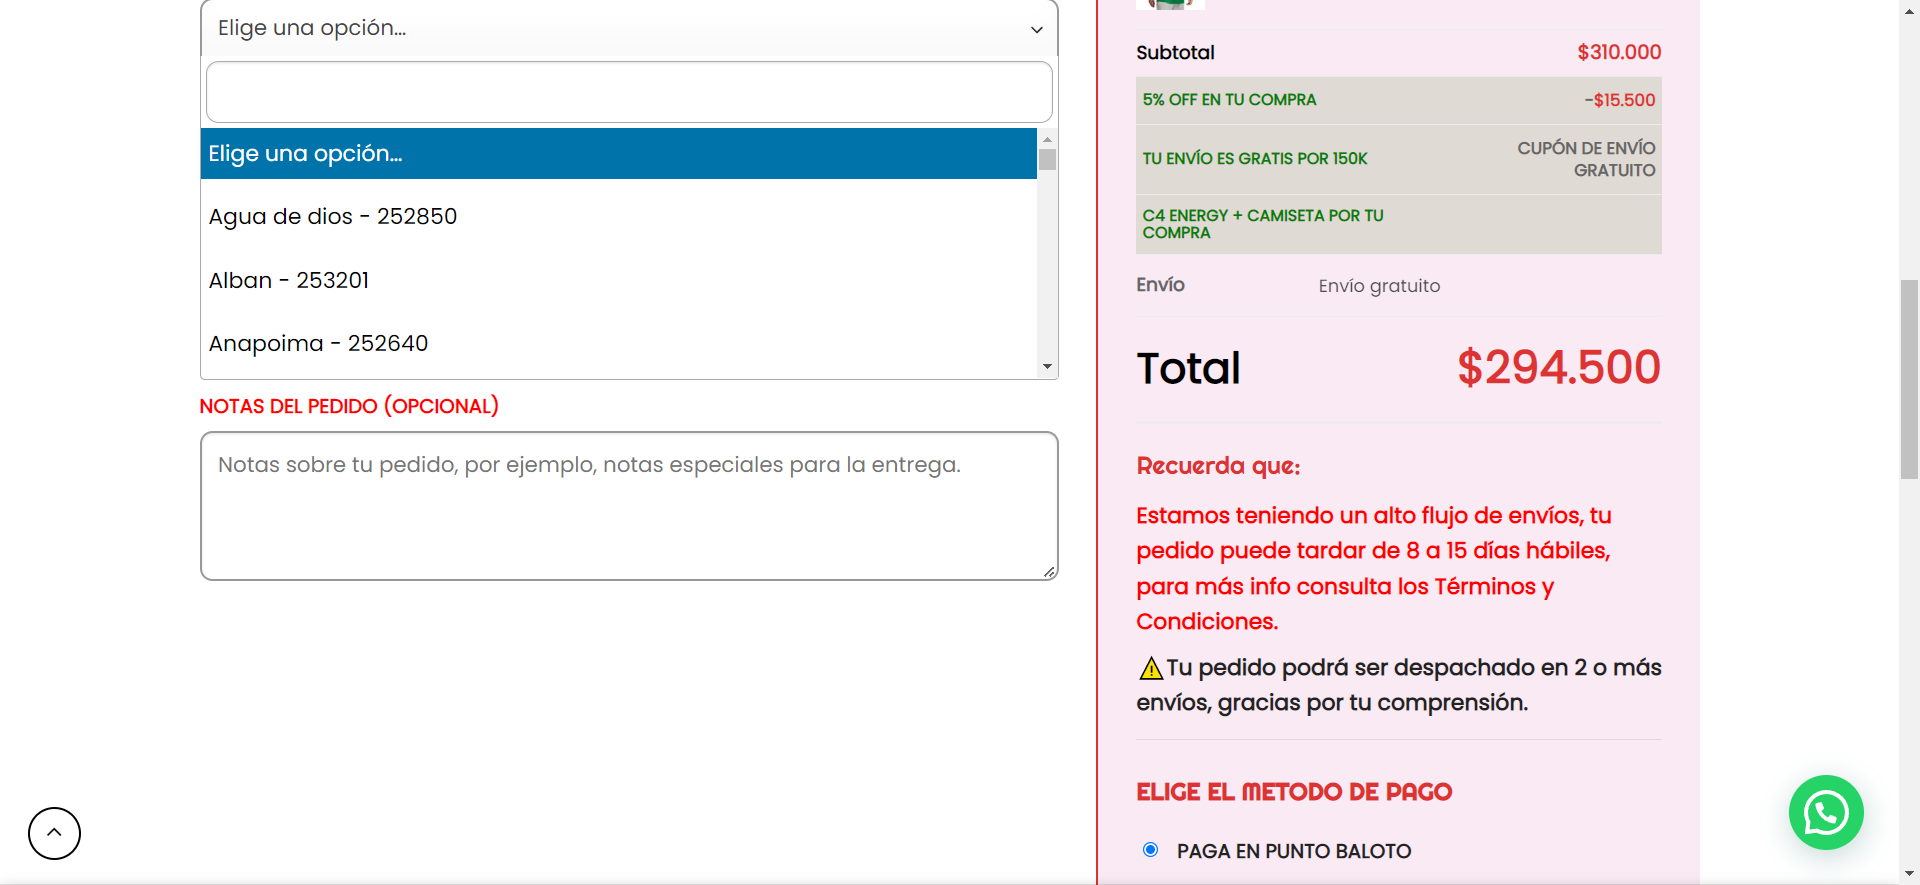 Elige una opción...
Elige una opción...
Agua de dios - 252850
Alban - 253201
Anapoima - 252640
NOTAS DEL PEDIDO (OPCIONAL)
Notas sobre tu pedido, por ejemplo, notas especiales para la entrega.
Subtotal $310.000
5% OFF EN TU COMPRA -$15.500
TU ENVÍO ES GRATIS POR 150K CUPÓN DE ENVÍO
GRATUITO
C4 ENERGY + CAMISETA POR TU
COMPRA
Envío Envío gratuito
Total $294.500
Recuerda que:
Estamos teniendo un alto flujo de envíos, tu
pedido puede tardar de 8 a 15 días hábiles,
para más info consulta los Términos y
Condiciones.
⚠Tu pedido podrá ser despachado en 2 o más
envíos, gracias por tu comprensión.
ELIGE EL METODO DE PAGO
PAGA EN PUNTO BALOTO